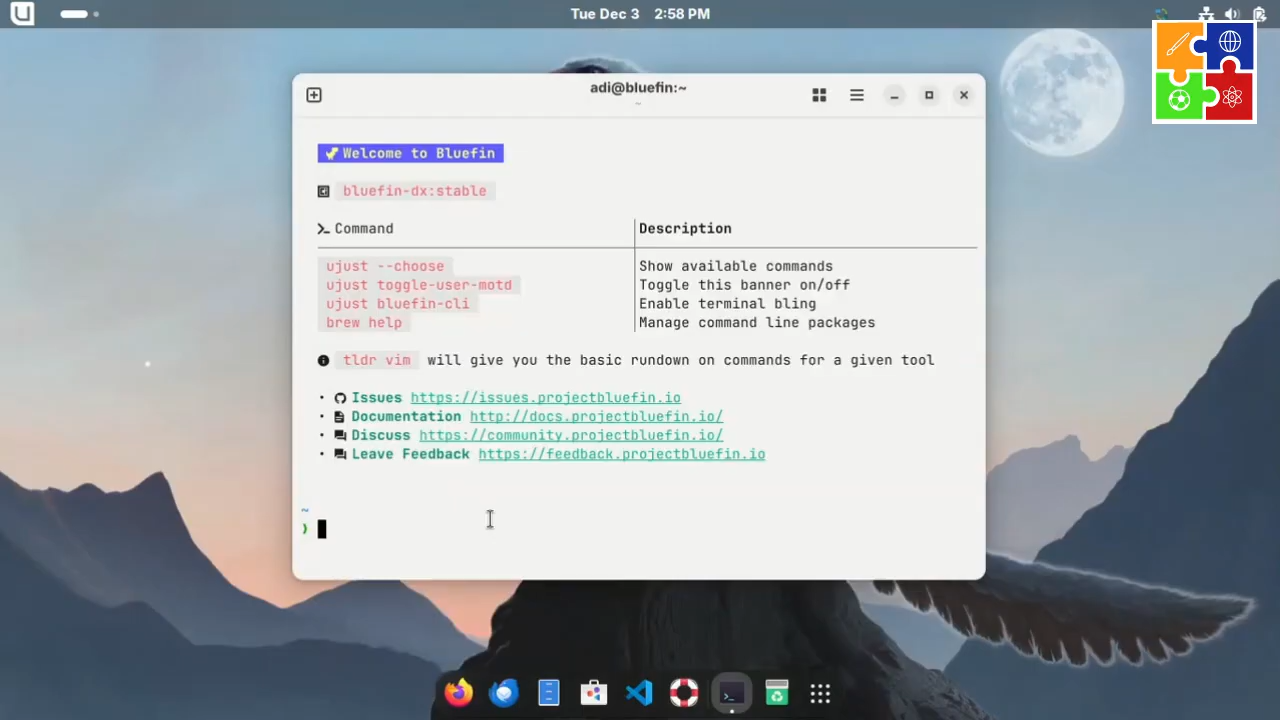 Tue Dec 3 2:58 PM
adi@bluefin:~
~
Welcome to Bluefin
bluefin-dx:stable
Command Description
ujust --choose Show available commands
ujust toggle-user-motd Toggle this banner on/off
ujust bluefin-cli Enable terminal bling
brew help Manage command line packages
tldr vim will give you the basic rundown on commands for a given tool
• Issues https://issues.projectbluefin.io
• Documentation http://docs.projectbluefin.io/
• Discuss https://community.projectbluefin.io/
• Leave Feedback https://feedback.projectbluefin.io
~
❯